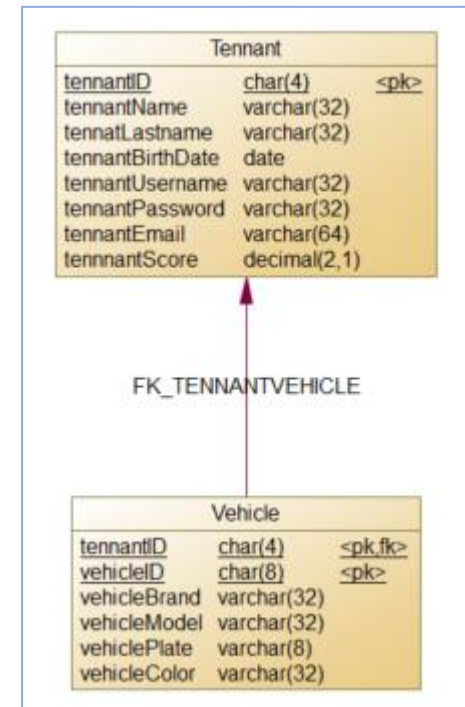 Tennant
tennantID char(4) <pk>
tennantName varchar(32)
tennatLastname varchar(32)
tennantBirthDate date
tennantUsername varchar(32)
tennantPassword varchar(32)
tennantEmail varchar(64)
tennnantScore decimal(2,1)
FK_TENNANTVEHICLE
Vehicle
tennantID char(4) <pk,fk>
vehicleID char(8) <pk>
vehicleBrand varchar(32)
vehicleModel varchar(32)
vehiclePlate varchar(8)
vehicleColor varchar(32)